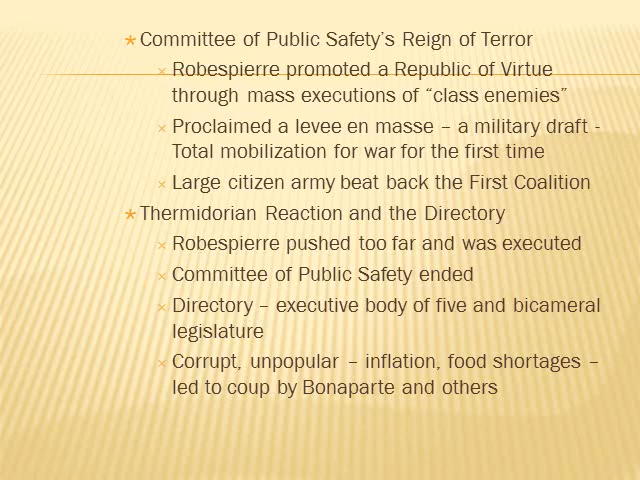 * Committee of Public Safety’s Reign of Terror
× Robespierre promoted a Republic of Virtue
through mass executions of “class enemies”
× Proclaimed a levee en masse – a military draft -
Total mobilization for war for the first time
× Large citizen army beat back the First Coalition
* Thermidorian Reaction and the Directory
× Robespierre pushed too far and was executed
× Committee of Public Safety ended
× Directory – executive body of five and bicameral
legislature
× Corrupt, unpopular – inflation, food shortages –
led to coup by Bonaparte and others